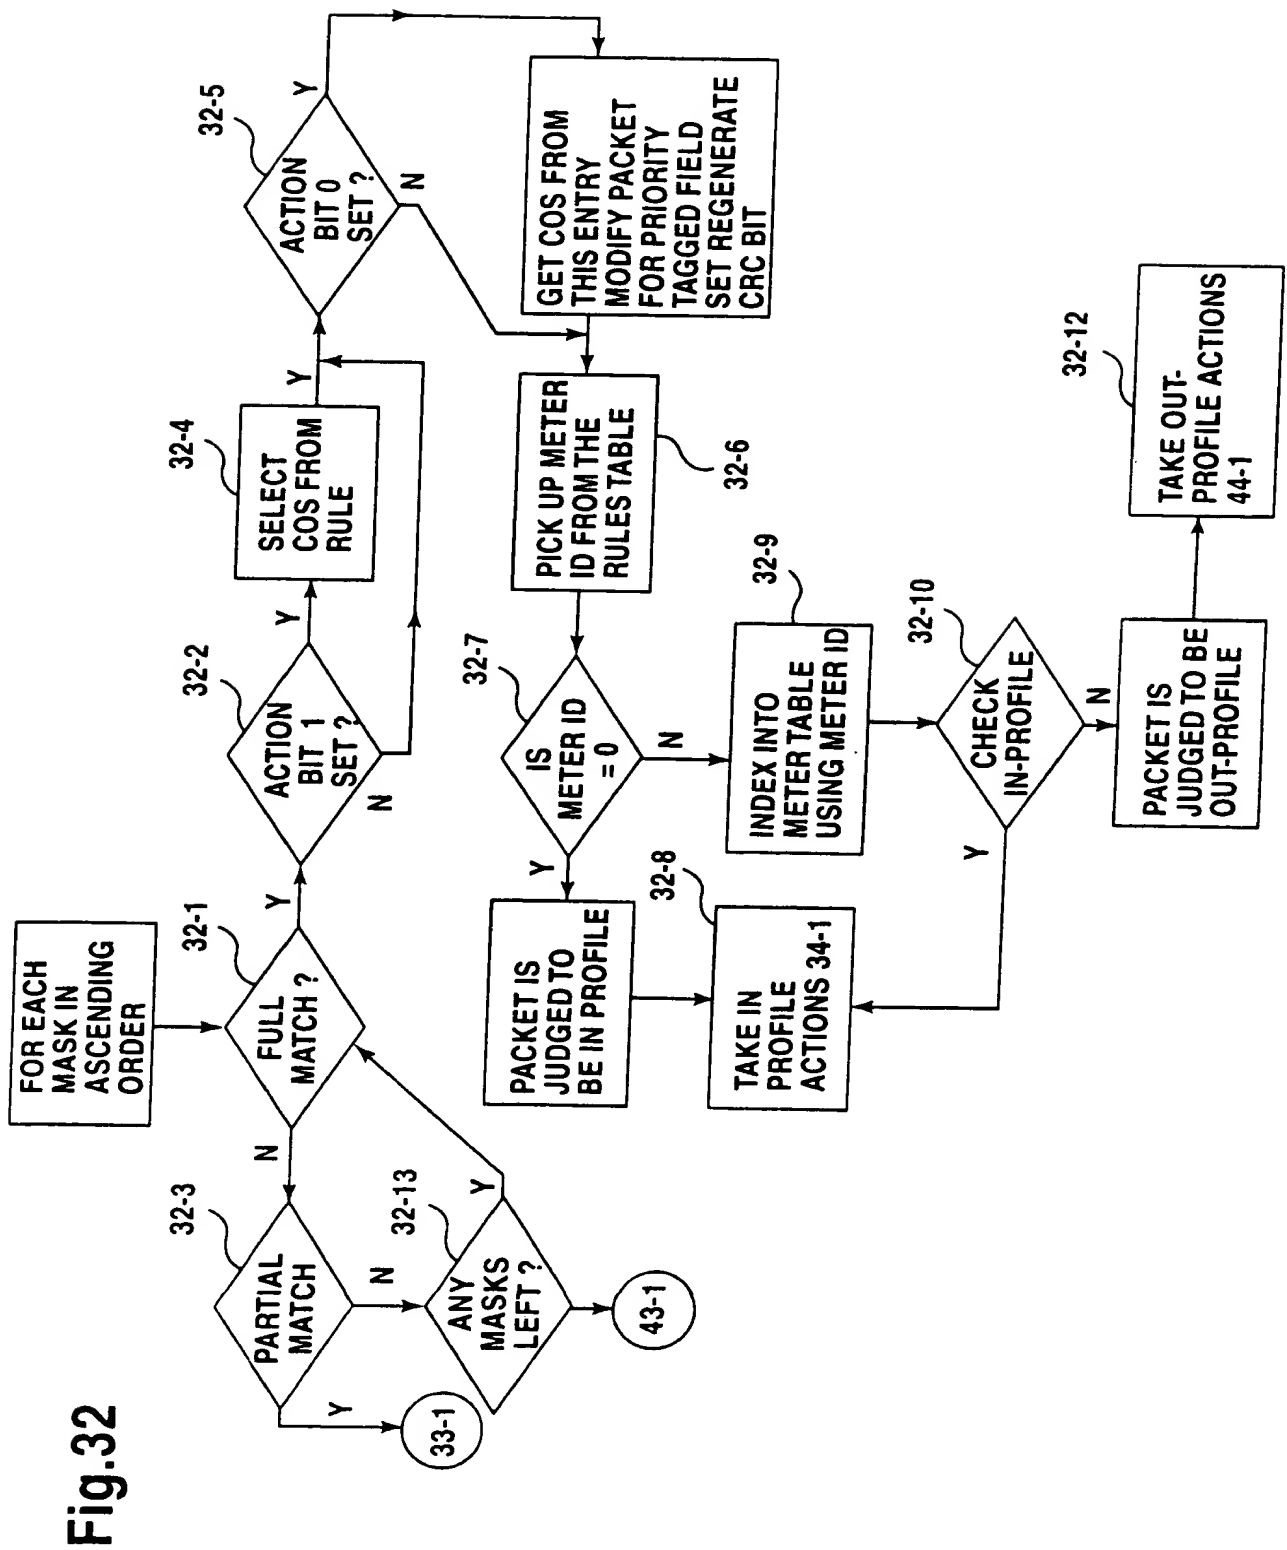 Fig.32
FOR EACH
MASK IN
ASCENDING
ORDER
32-1
FULL
MATCH ?
Y
N
32-2
ACTION
BIT 1
SET ?
Y
N
32-4
SELECT
COS FROM
RULE
Y
32-5
ACTION
BIT 0
SET ?
Y
N
GET COS FROM
THIS ENTRY
MODIFY PACKET
FOR PRIORITY
TAGGED FIELD
SET REGENERATE
CRC BIT
32-3
PARTIAL
MATCH
Y
N
33-1
32-13
ANY
MASKS
LEFT ?
Y
43-1
PICK UP METER
ID FROM THE
RULES TABLE
32-6
32-7
IS
METER ID
= 0
Y
N
PACKET IS
JUDGED TO
BE IN PROFILE
32-8
TAKE IN
PROFILE
ACTIONS 34-1
32-9
INDEX INTO
METER TABLE
USING METER ID
32-10
CHECK
IN-PROFILE
Y
N
PACKET IS
JUDGED TO BE
OUT-PROFILE
32-12
TAKE OUT-
PROFILE ACTIONS
44-1